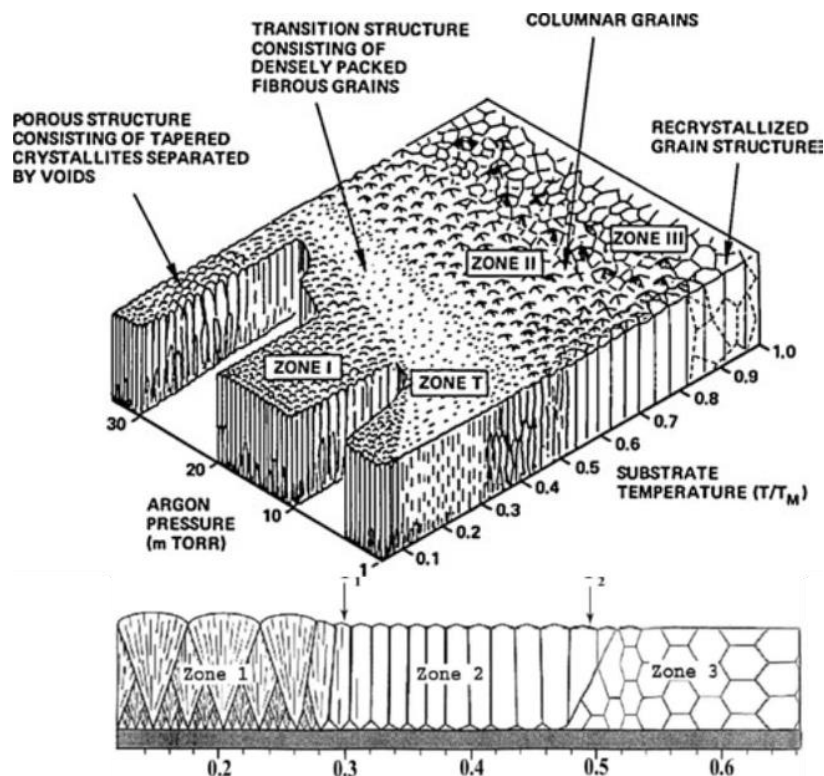 TRANSITION STRUCTURE
CONSISTING OF
DENSELY PACKED
FIBROUS GRAINS
COLUMNAR GRAINS
POROUS STRUCTURE
CONSISTING OF TAPERED
CRYSTALLITES SEPARATED
BY VOIDS
RECRYSTALLIZED
GRAIN STRUCTURE
ZONE III
ZONE II
ZONE I
ZONE T
1.0
0.9
0.8
0.7
0.6
0.5
0.4
0.3
0.2
0.1
SUBSTRATE
TEMPERATURE (T/TM)
30
20
10
1
ARGON
PRESSURE
(m TORR)
1
2
Zone 1
Zone 2
Zone 3
0.2
0.3
0.4
0.5
0.6